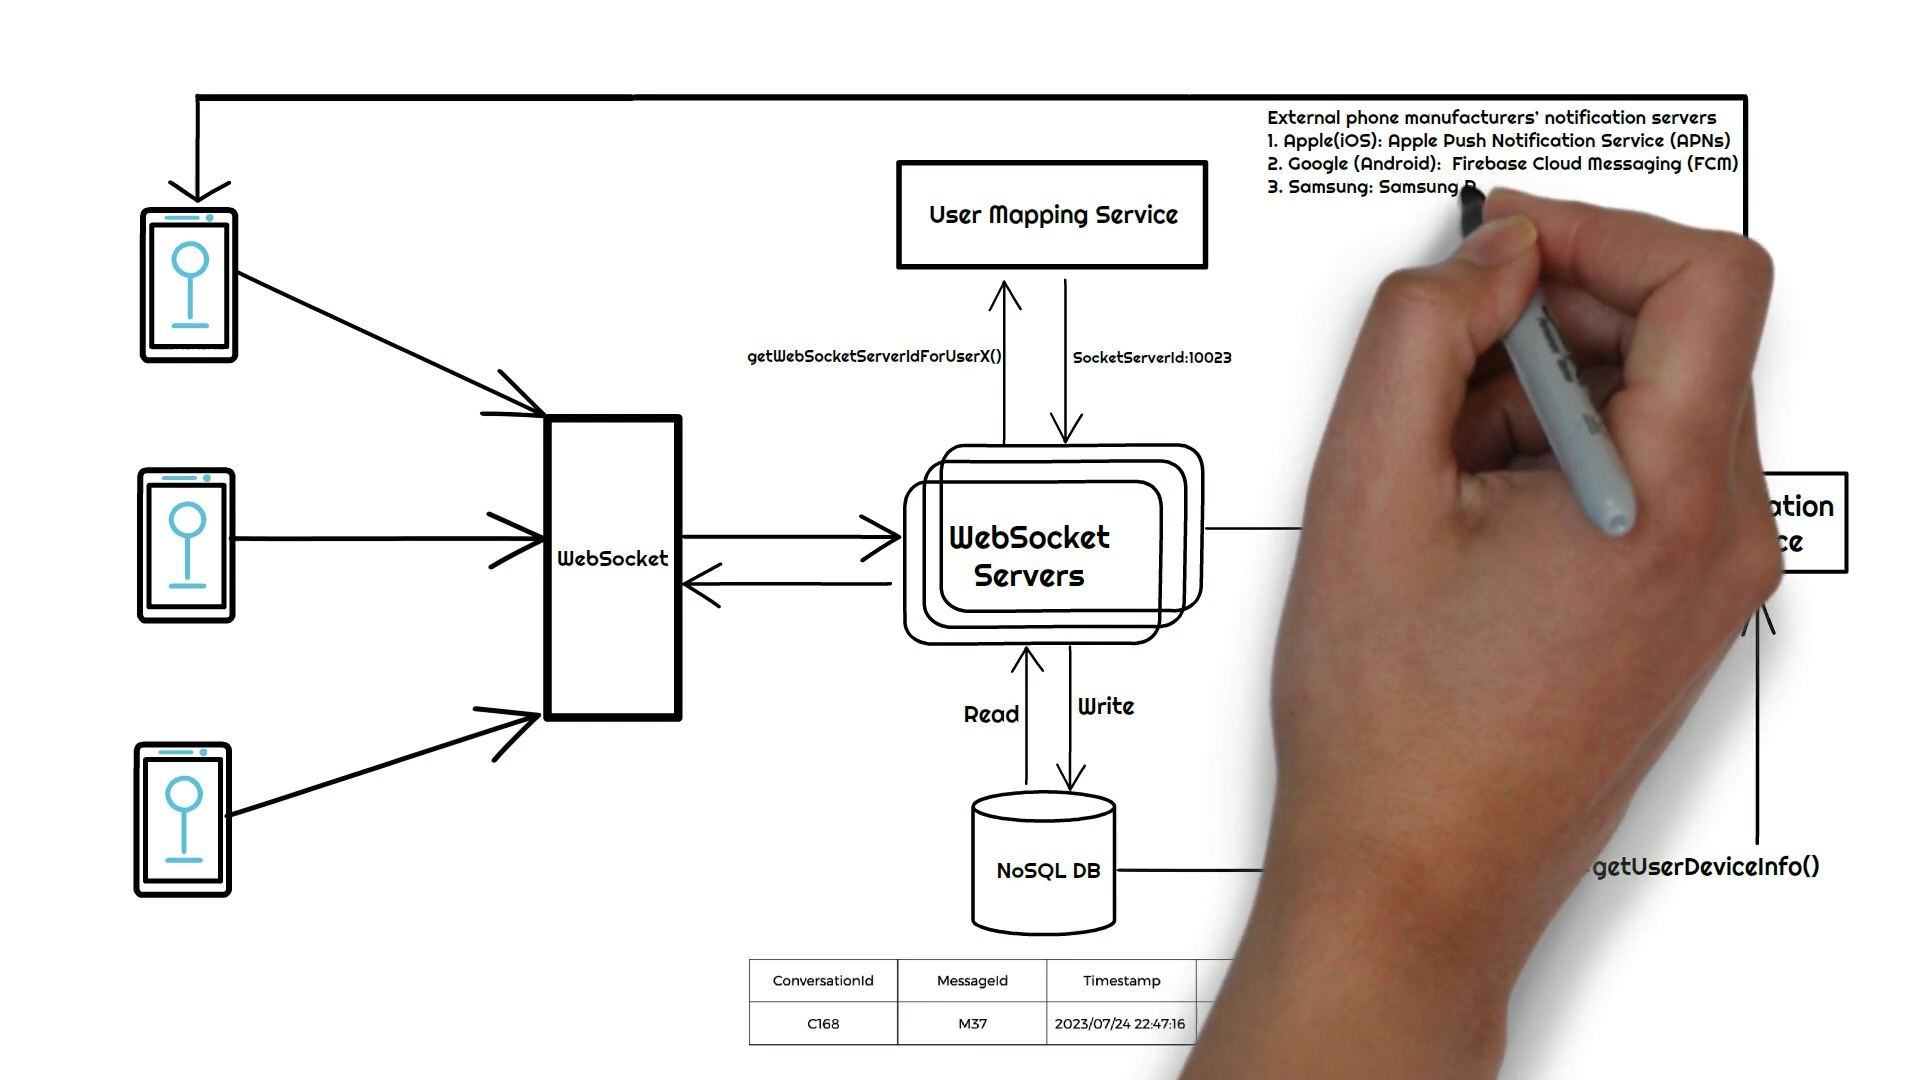 External phone manufacturers' notification servers
1. Apple(iOS): Apple Push Notification Service (APNs)
2. Google (Android): Firebase Cloud Messaging (FCM)
3. Samsung: Samsung
User Mapping Service
getWebSocketServerIdForUserX()
SocketServerId:10023
WebSocket
WebSocket
Servers
Read
Write
NoSQL DB
getUserDeviceInfo()
ConversationId MessageId Timestamp
C168 M37 2023/07/24 22:47:16